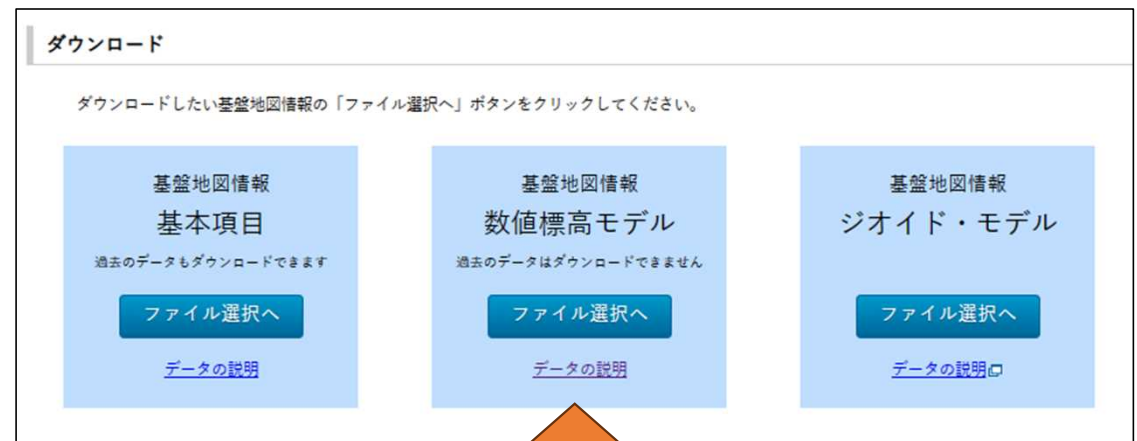 ダウンロード
ダウンロードしたい基盤地図情報の「ファイル選択へ」ボタンをクリックしてください。
基盤地図情報
基本項目
過去のデータもダウンロードできます
ファイル選択へ
データの説明
基盤地図情報
数値標高モデル
過去のデータはダウンロードできません
ファイル選択へ
データの説明
基盤地図情報
ジオイド・モデル
ファイル選択へ
データの説明